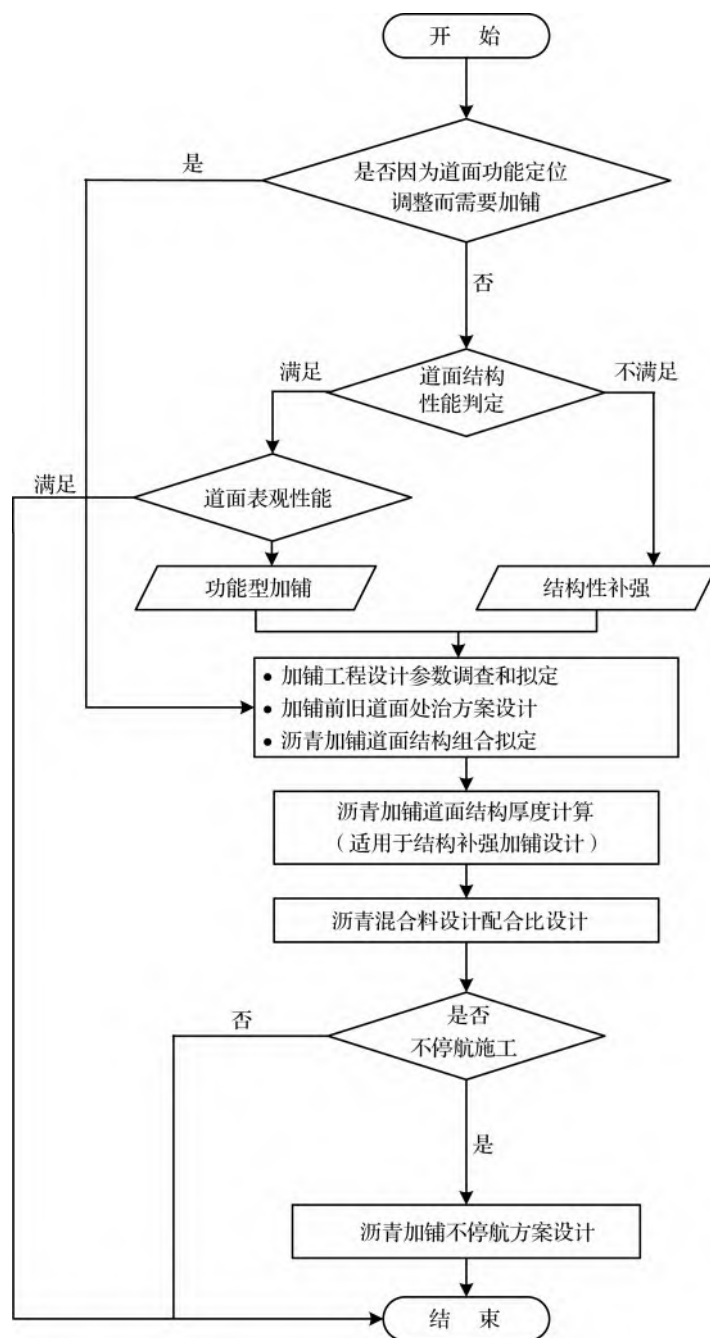 开 始
是
是否因为道面功能定位
调整而需要加铺
否
满足
道面结构
性能判定
不满足
满足
道面表观性能
功能型加铺
结构性补强
• 加铺工程设计参数调查和拟定
• 加铺前旧道面处治方案设计
• 沥青加铺道面结构组合拟定
沥青加铺道面结构厚度计算
（适用于结构补强加铺设计）
沥青混合料设计配合比设计
否
是否
不停航施工
是
沥青加铺不停航方案设计
结 束